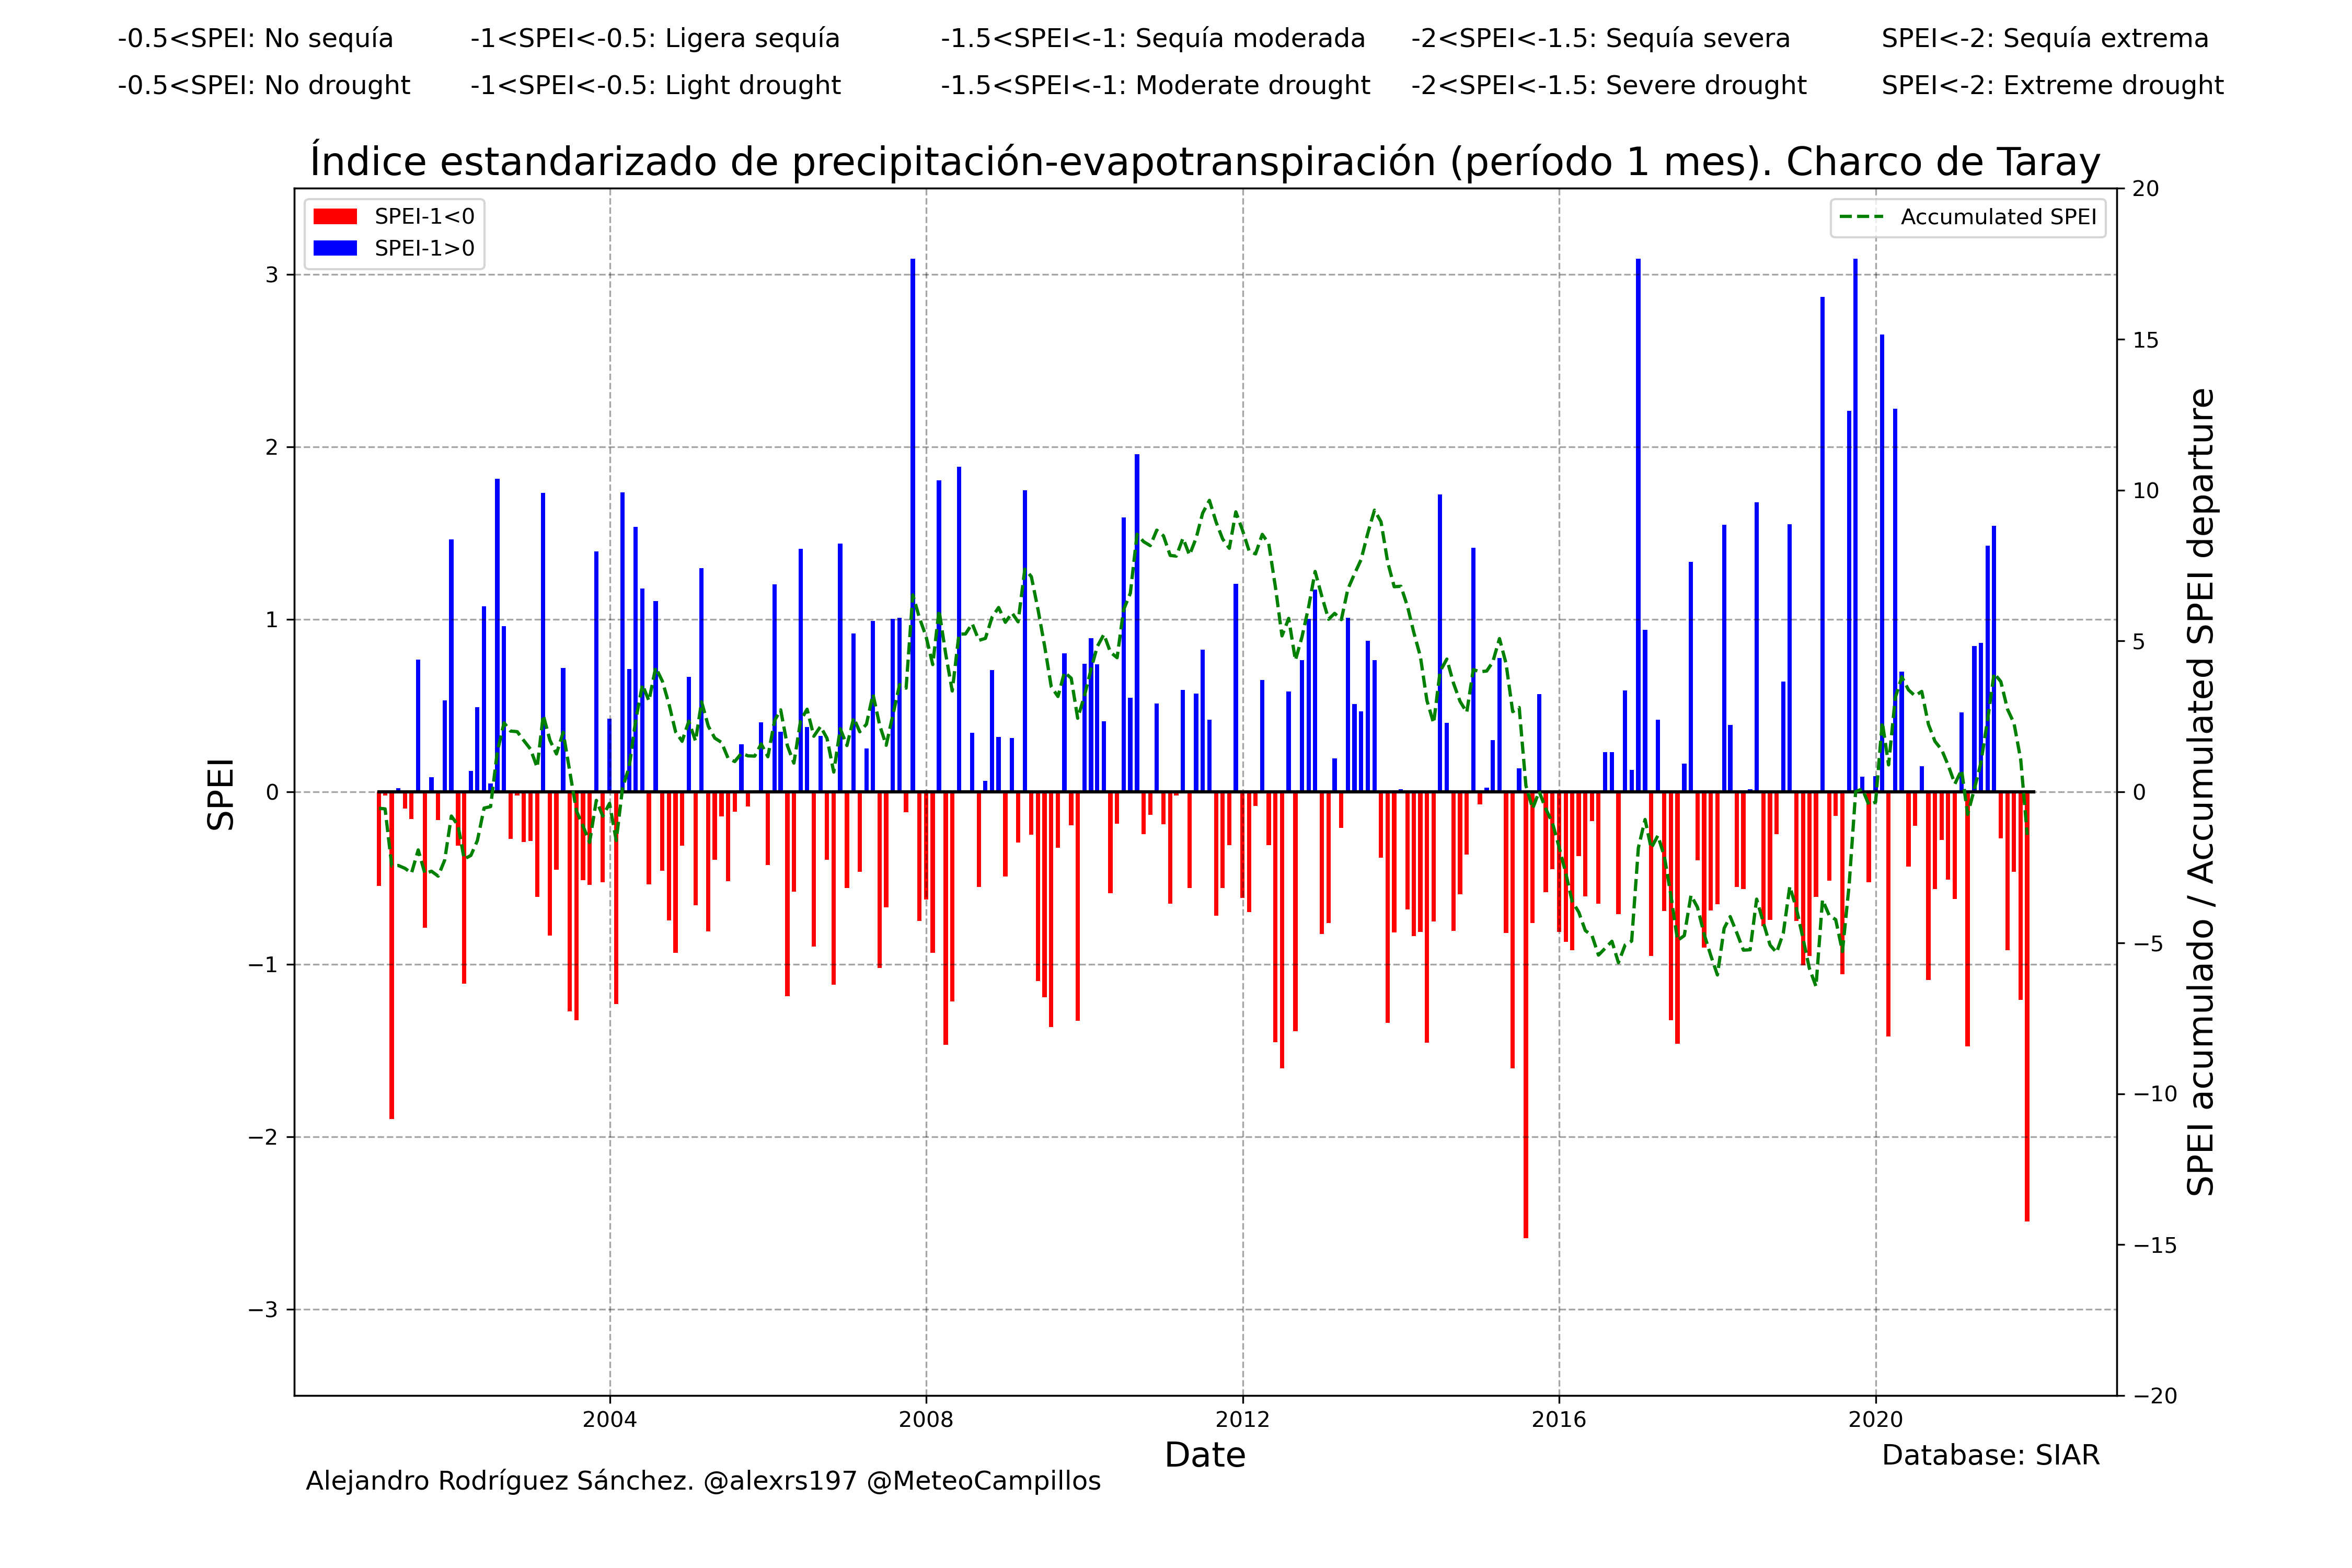 -0.5<SPEI: No sequía -1<SPEI<-0.5: Ligera sequía -1.5<SPEI<-1: Sequía moderada -2<SPEI<-1.5: Sequía severa SPEI<-2: Sequía extrema
-0.5<SPEI: No drought -1<SPEI<-0.5: Light drought -1.5<SPEI<-1: Moderate drought -2<SPEI<-1.5: Severe drought SPEI<-2: Extreme drought
Índice estandarizado de precipitación-evapotranspiración (período 1 mes). Charco de Taray
SPEI-1<0
SPEI-1>0
Accumulated SPEI
SPEI
3
2
1
0
−1
−2
−3
20
15
10
5
0
−5
−10
−15
−20
SPEI acumulado / Accumulated SPEI departure
2004 2008 2012 2016 2020
Date
Database: SIAR
Alejandro Rodríguez Sánchez. @alexrs197 @MeteoCampillos